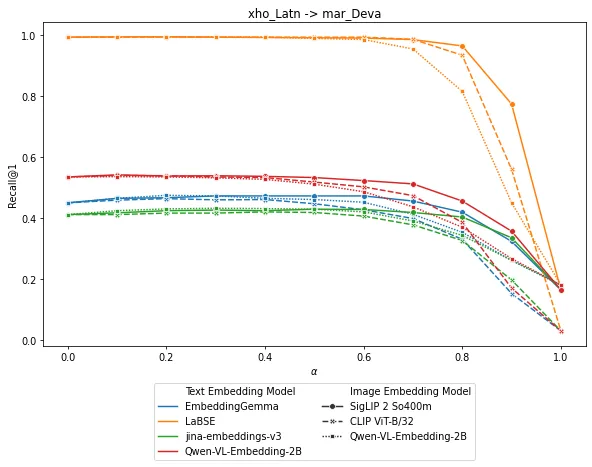 xho_Latn -> mar_Deva
Recall@1
1.0
0.8
0.6
0.4
0.2
0.0
0.0 0.2 0.4 0.6 0.8 1.0
α
Text Embedding Model Image Embedding Model
EmbeddingGemma SigLIP 2 So400m
LaBSE CLIP ViT-B/32
jina-embeddings-v3 Qwen-VL-Embedding-2B
Qwen-VL-Embedding-2B